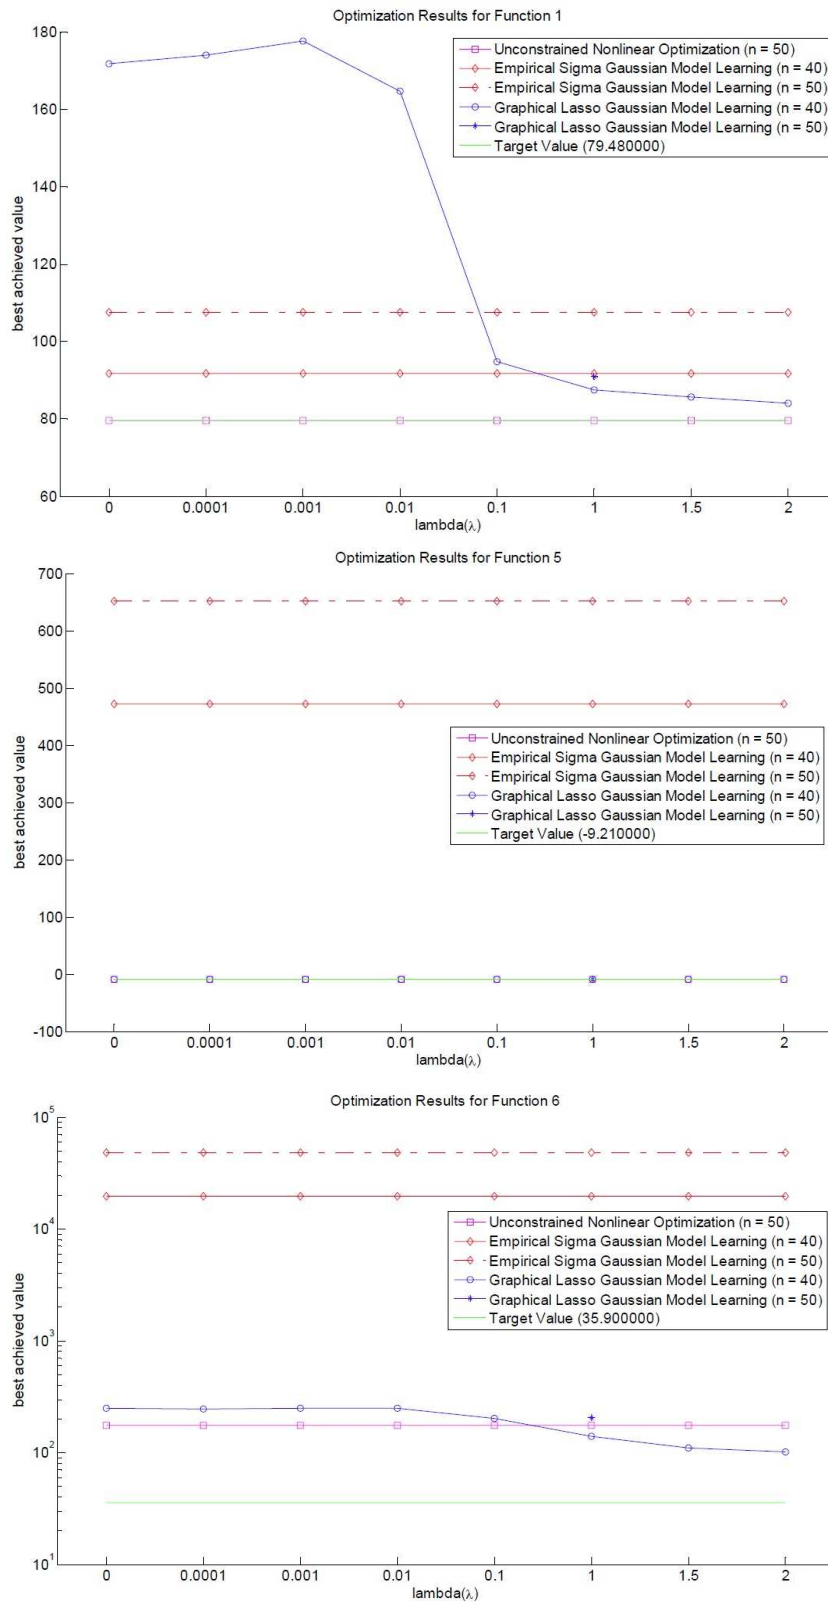 Optimization Results for Function 1
180
160
140
120
100
80
60
best achieved value
Unconstrained Nonlinear Optimization (n = 50)
Empirical Sigma Gaussian Model Learning (n = 40)
Empirical Sigma Gaussian Model Learning (n = 50)
Graphical Lasso Gaussian Model Learning (n = 40)
Graphical Lasso Gaussian Model Learning (n = 50)
Target Value (79.480000)
0 0.0001 0.001 0.01 0.1 1 1.5 2
lambda(λ)
Optimization Results for Function 5
700
600
500
400
300
200
100
0
-100
best achieved value
Unconstrained Nonlinear Optimization (n = 50)
Empirical Sigma Gaussian Model Learning (n = 40)
Empirical Sigma Gaussian Model Learning (n = 50)
Graphical Lasso Gaussian Model Learning (n = 40)
Graphical Lasso Gaussian Model Learning (n = 50)
Target Value (-9.210000)
0 0.0001 0.001 0.01 0.1 1 1.5 2
lambda(λ)
Optimization Results for Function 6
10^5
10^4
10^3
10^2
10^1
best achieved value
Unconstrained Nonlinear Optimization (n = 50)
Empirical Sigma Gaussian Model Learning (n = 40)
Empirical Sigma Gaussian Model Learning (n = 50)
Graphical Lasso Gaussian Model Learning (n = 40)
Graphical Lasso Gaussian Model Learning (n = 50)
Target Value (35.900000)
0 0.0001 0.001 0.01 0.1 1 1.5 2
lambda(λ)